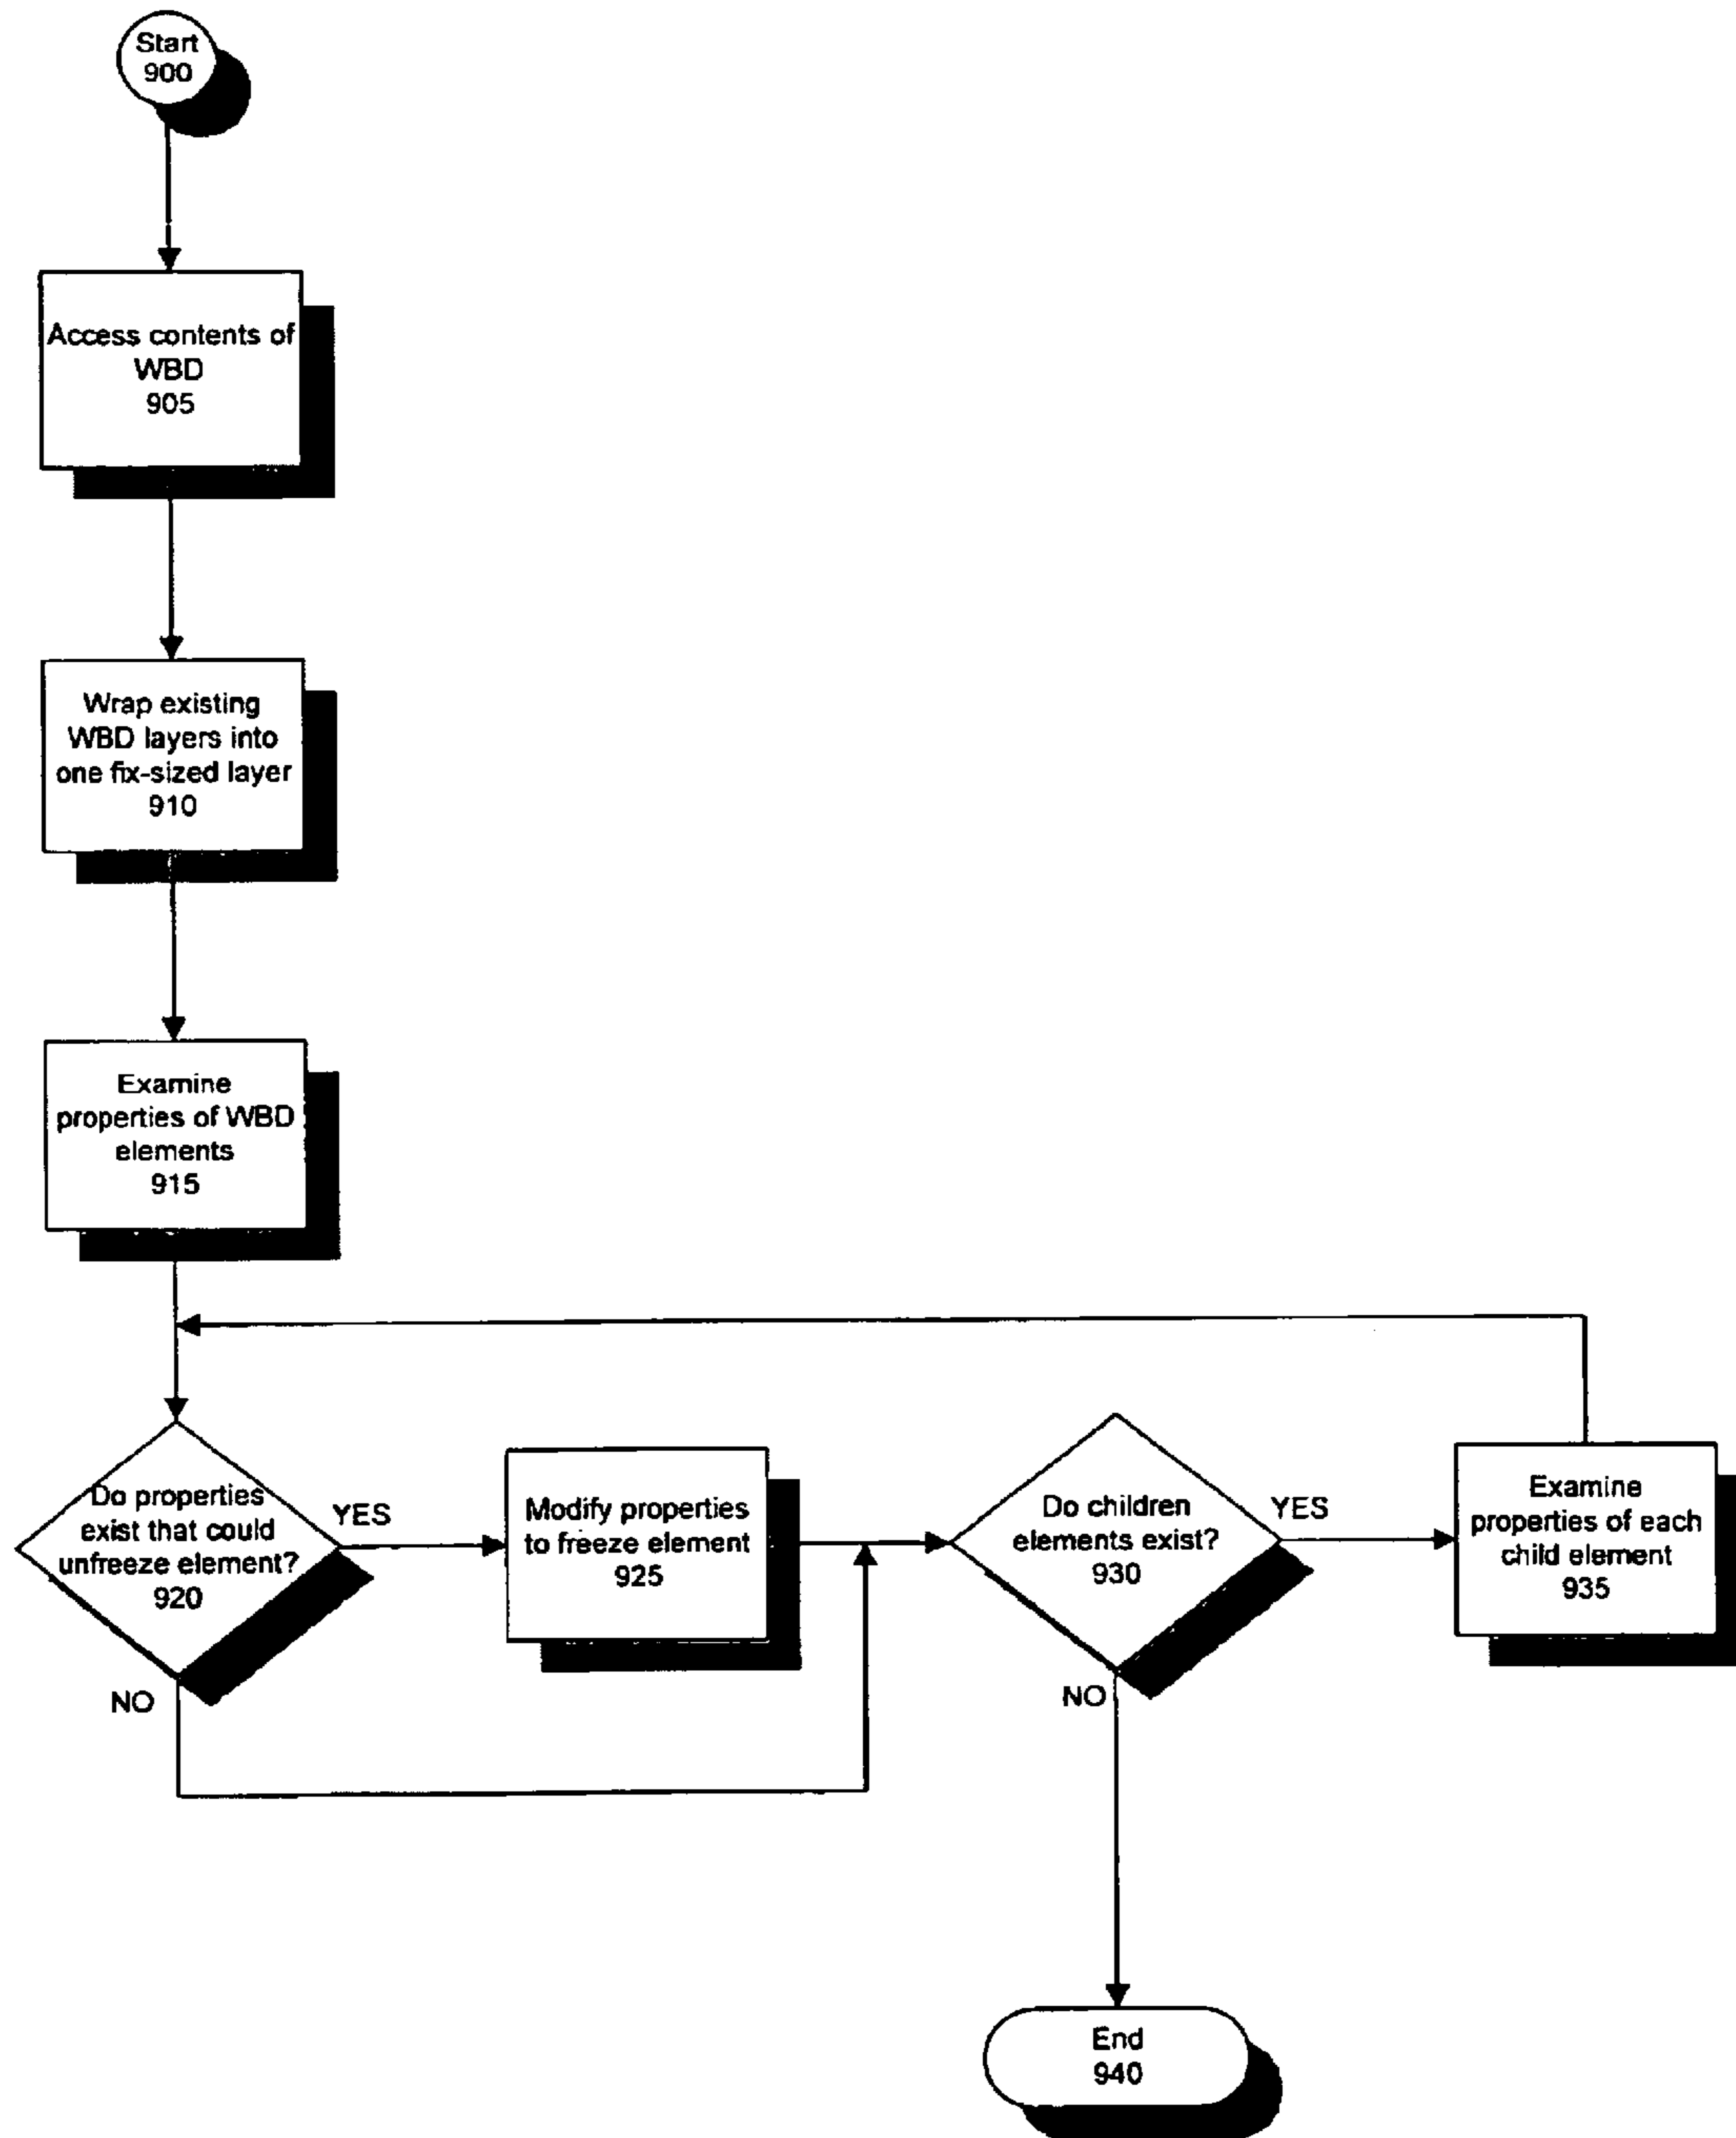 Start
900
Access contents of
WBD
905
Wrap existing
WBD layers into
one fix-sized layer
910
Examine
properties of WBD
elements
915
Do properties
exist that could
unfreeze element?
920
YES
NO
Modify properties
to freeze element
925
Do children
elements exist?
930
YES
NO
Examine
properties of each
child element
935
End
940